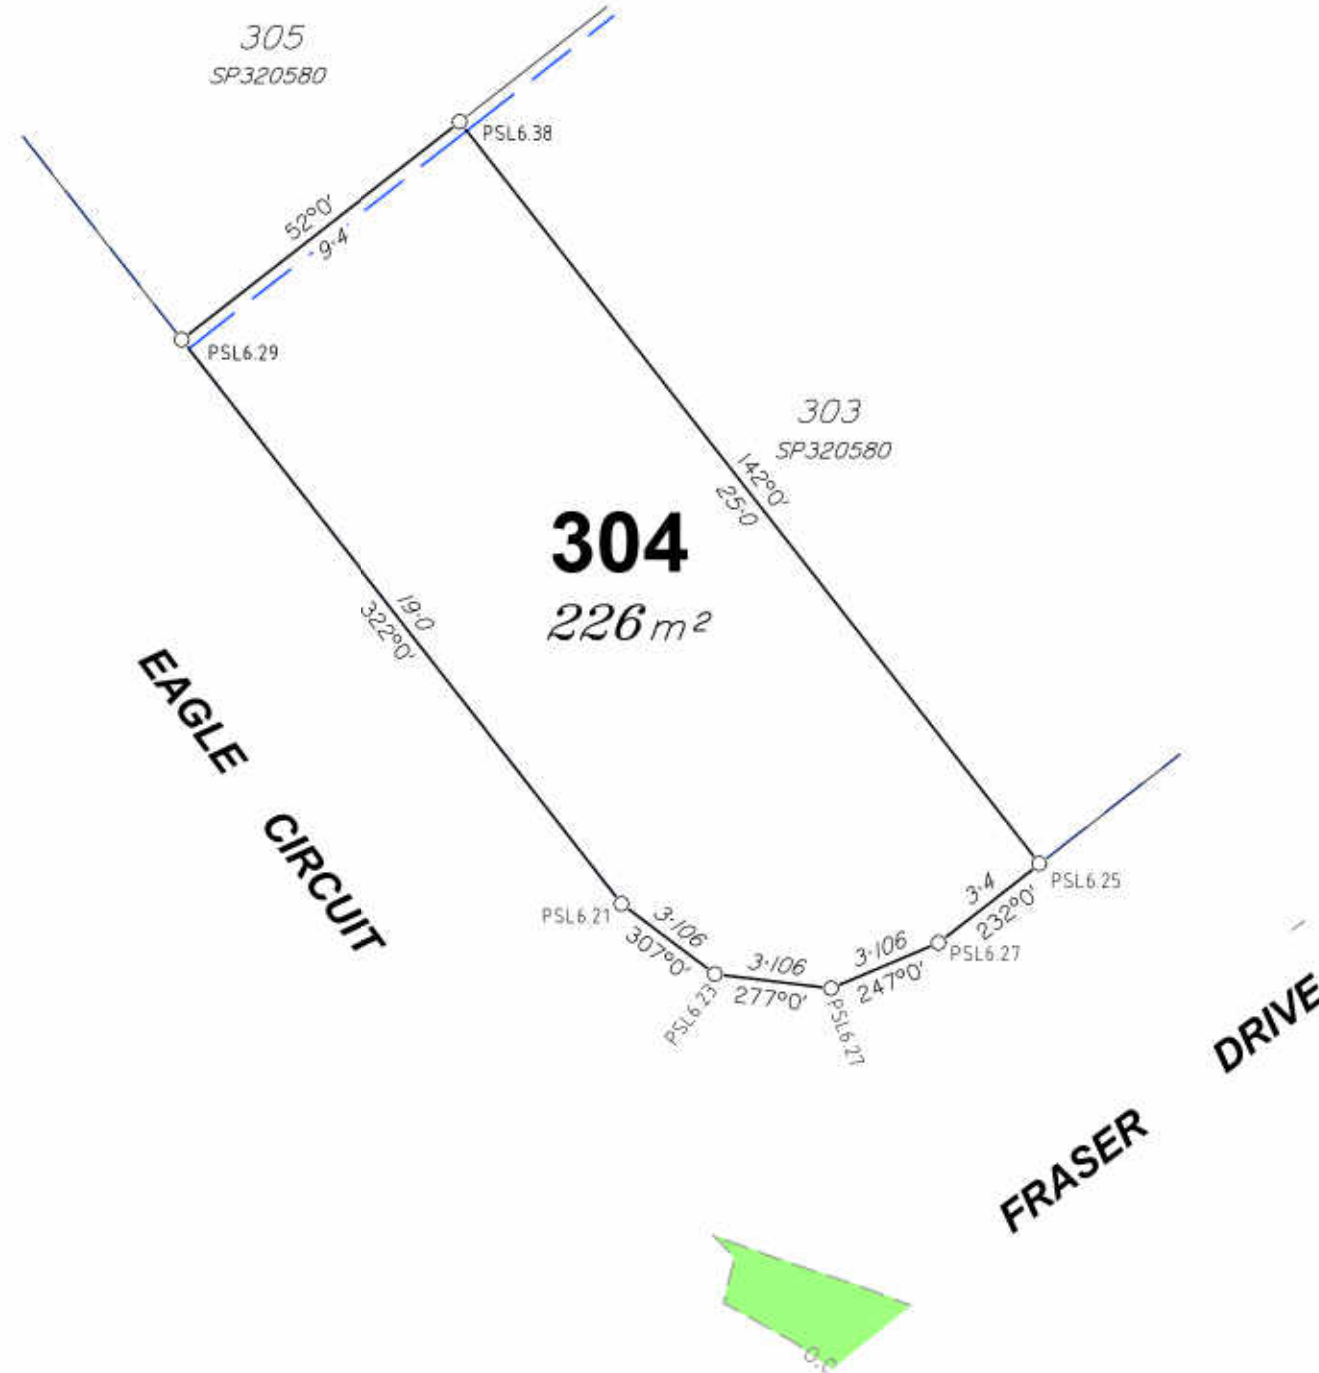 305
SP320580
PSL6.38
52°0'
9·4
PSL6.29
303
SP320580
142°0'
25·0
304
226 m²
19·0
322°0'
EAGLE CIRCUIT
PSL6.21
3·106
307°0'
PSL6.23
3·106
277°0'
PSL6.27
3·106
247°0'
PSL6.27
3·4
232°0'
PSL6.25
FRASER DRIVE
0.0